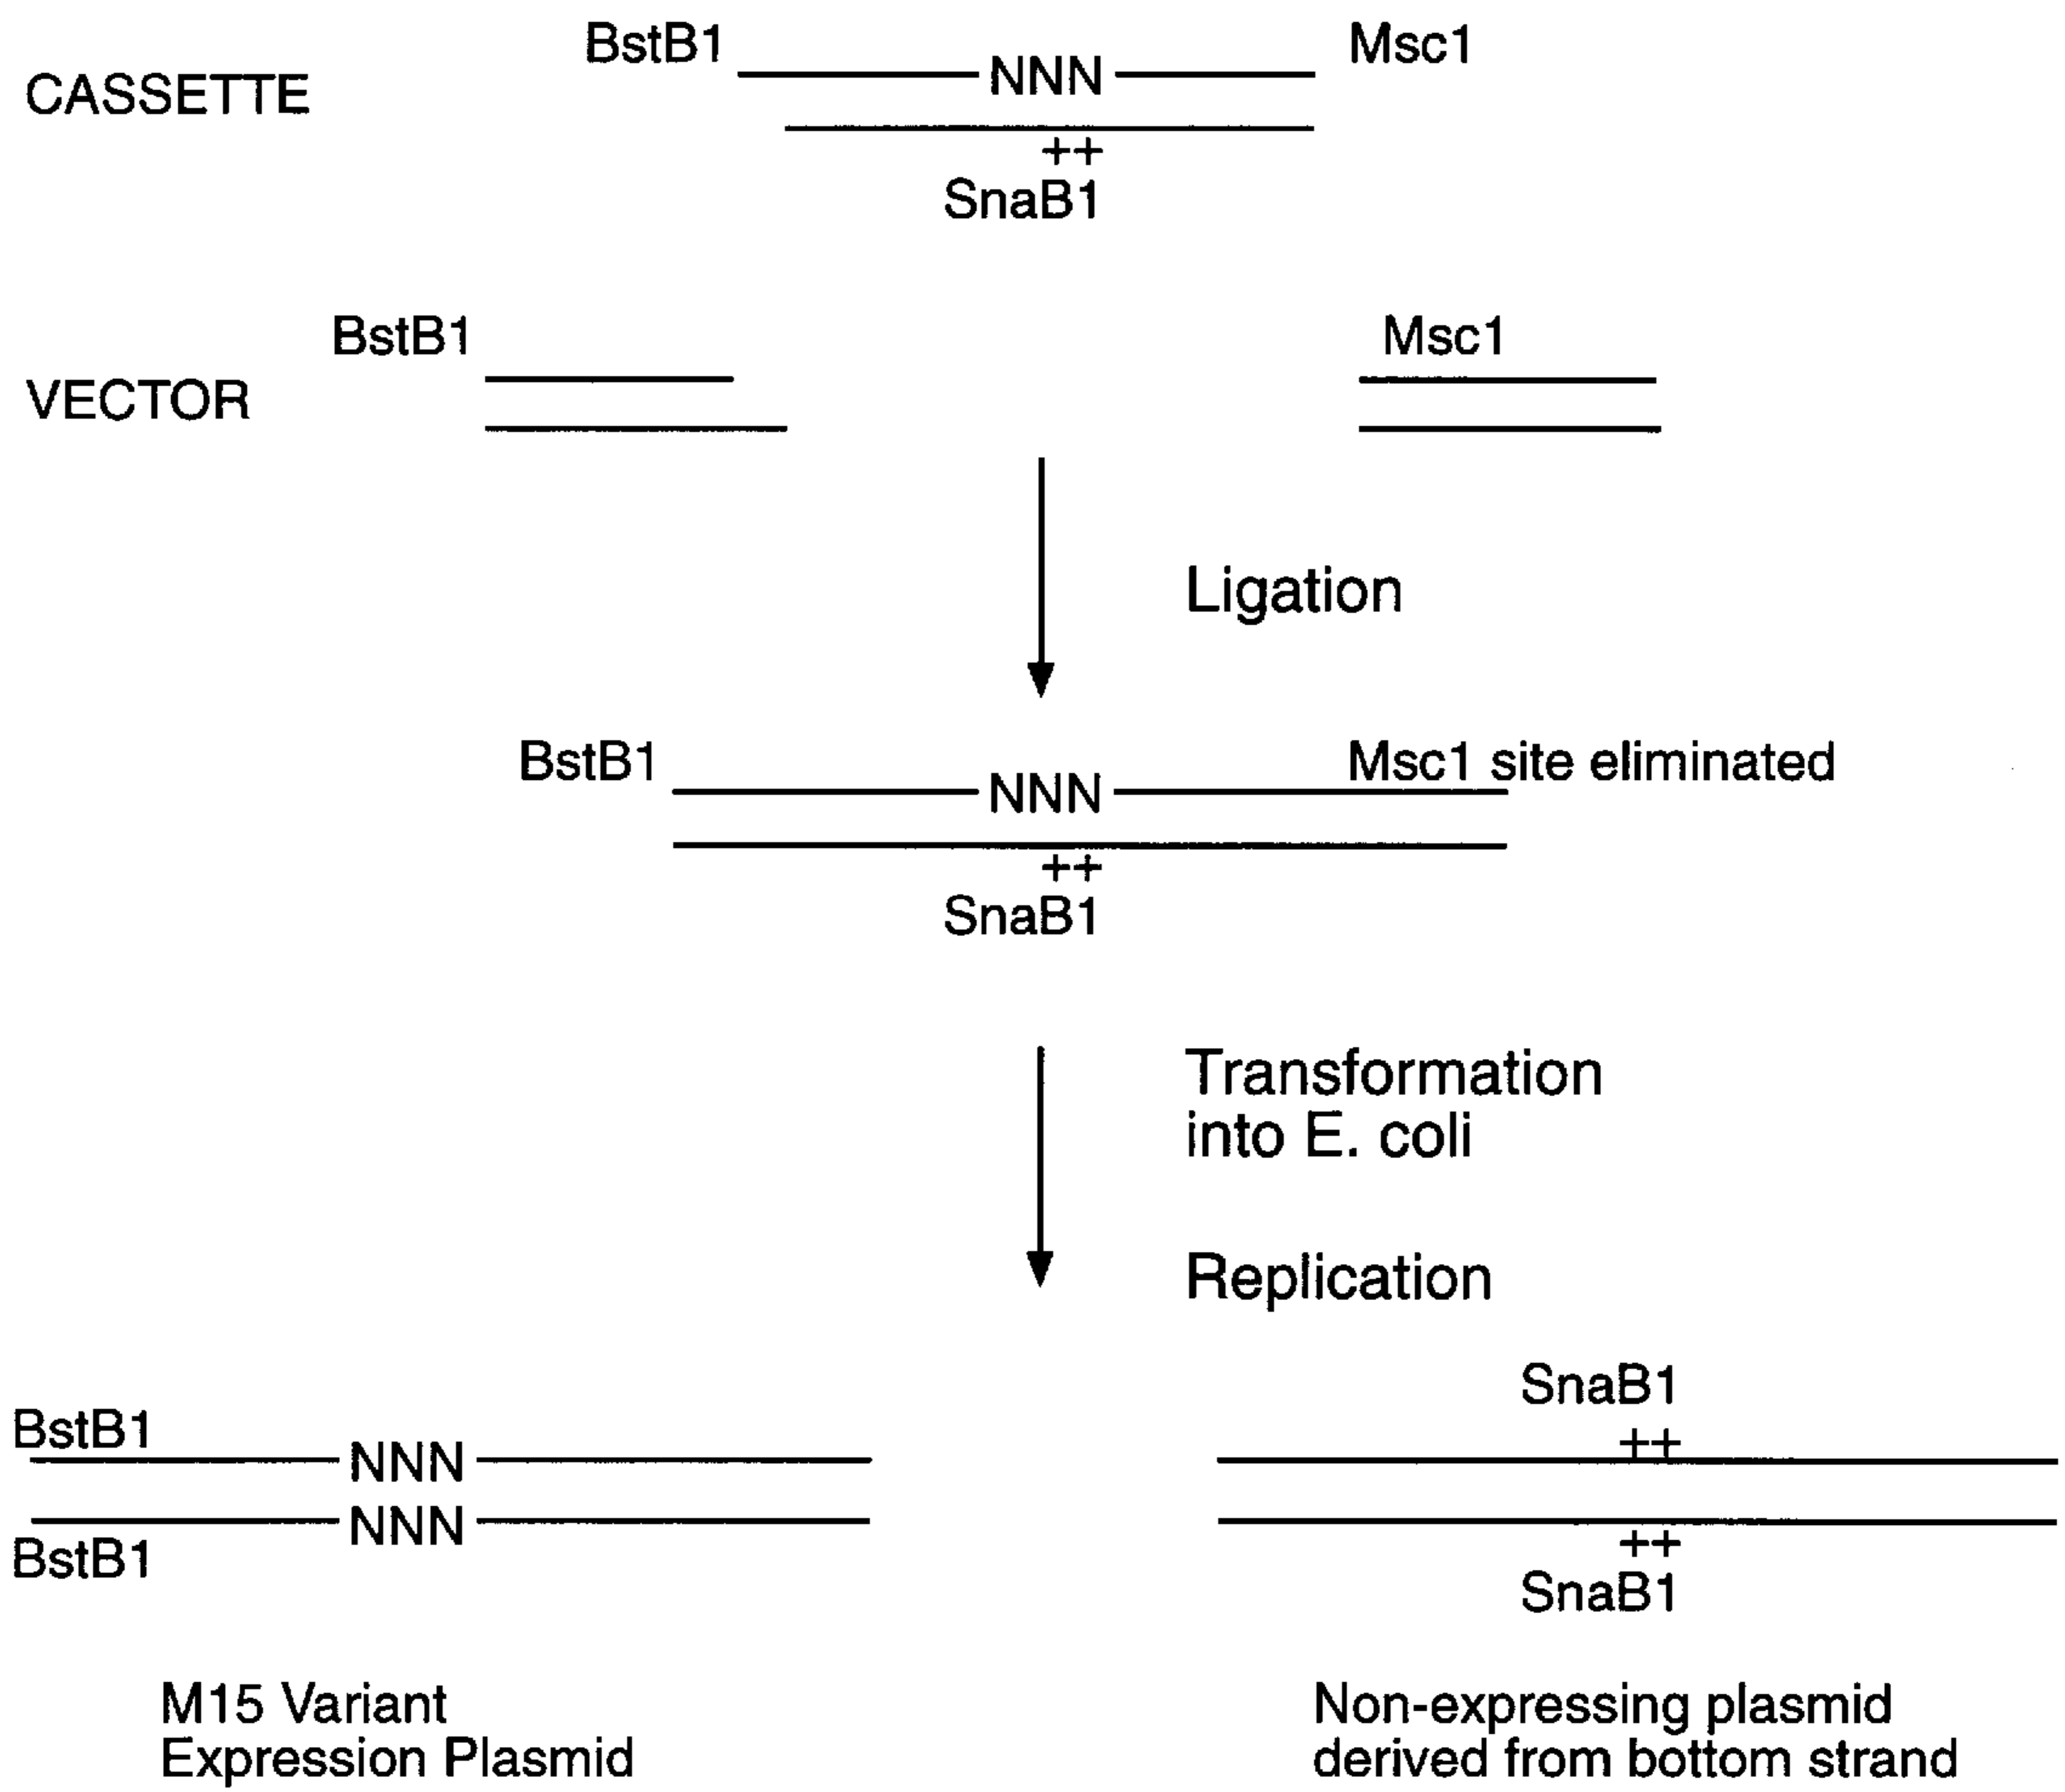 BstB1 Msc1
CASSETTE NNN
++
SnaB1
BstB1 Msc1
VECTOR
Ligation
BstB1 Msc1 site eliminated
NNN
++
SnaB1
Transformation
into E. coli
Replication
SnaB1
BstB1 ++
NNN
NNN
BstB1 ++
SnaB1
M15 Variant
Expression Plasmid
Non-expressing plasmid
derived from bottom strand